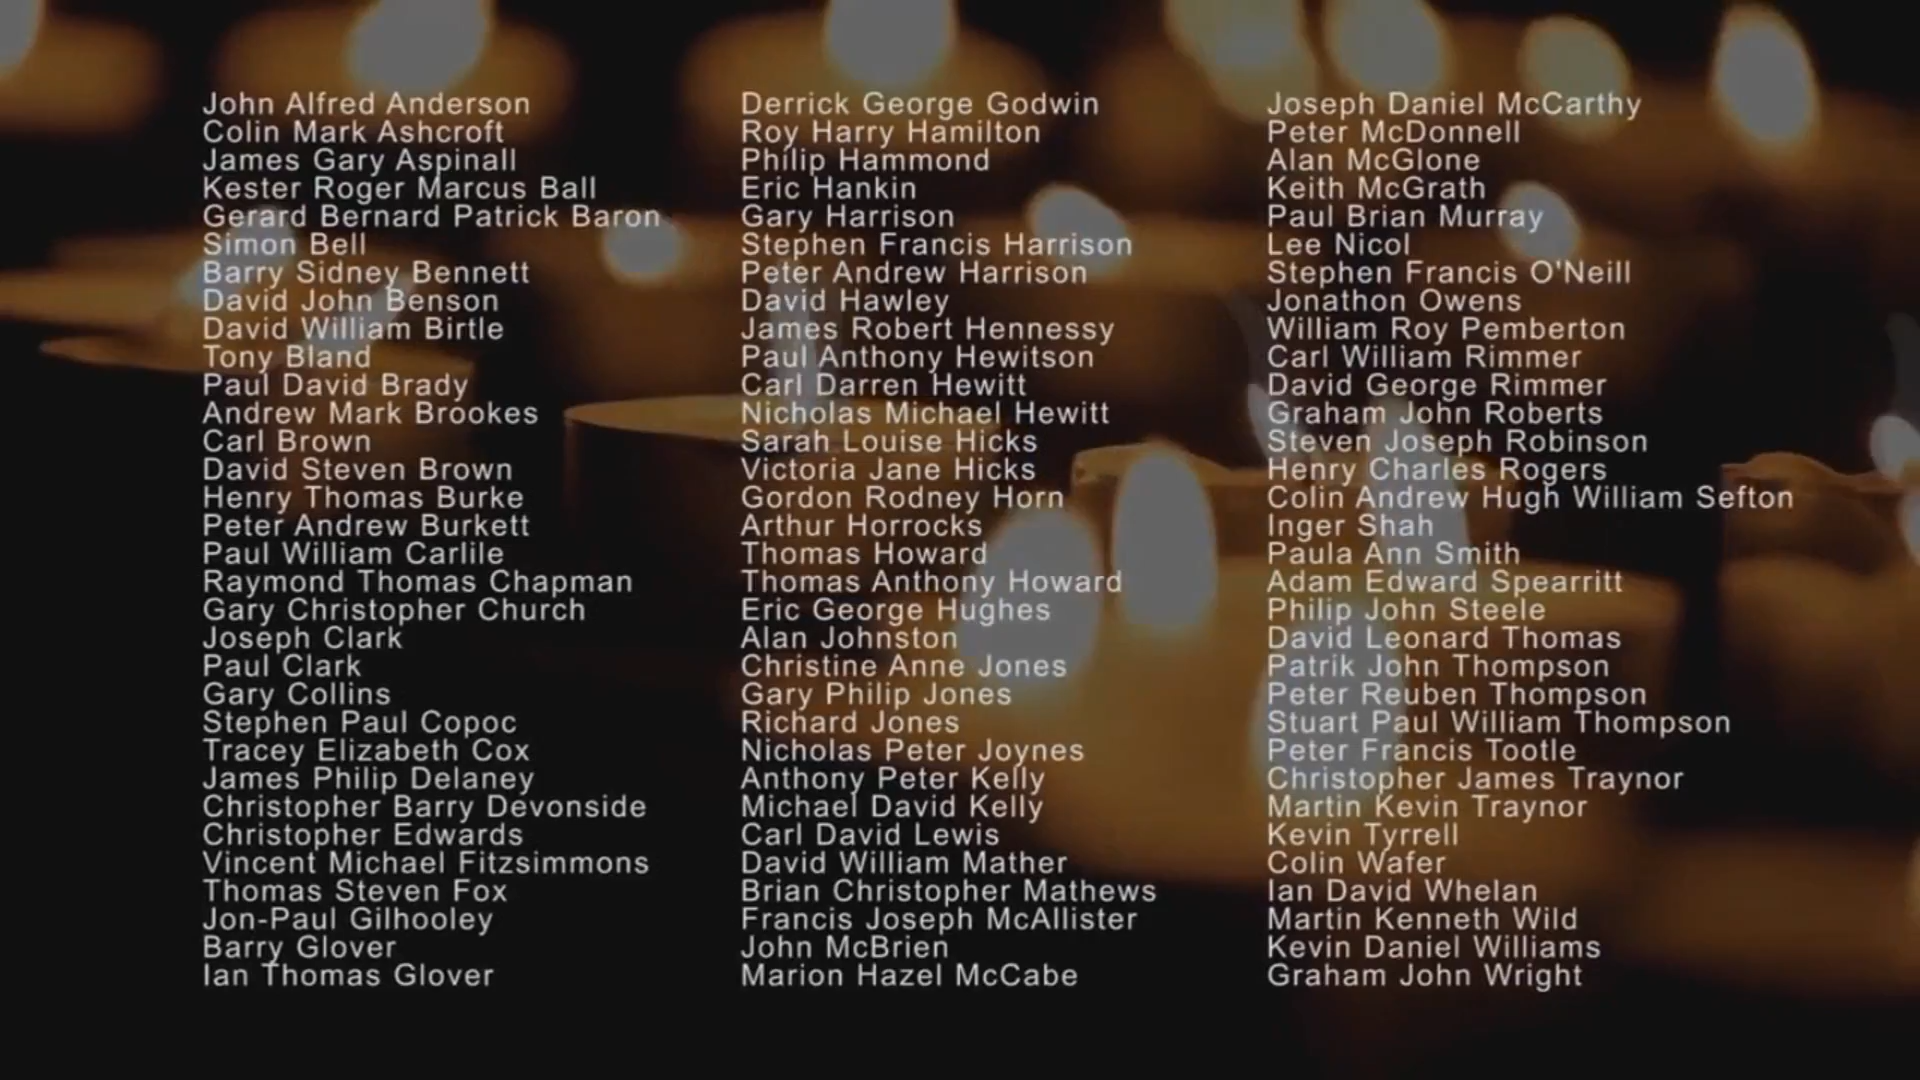 John Alfred Anderson
Colin Mark Ashcroft
James Gary Aspinall
Kester Roger Marcus Ball
Gerard Bernard Patrick Baron
Simon Bell
Barry Sidney Bennett
David John Benson
David William Birtle
Tony Bland
Paul David Brady
Andrew Mark Brookes
Carl Brown
David Steven Brown
Henry Thomas Burke
Peter Andrew Burkett
Paul William Carlile
Raymond Thomas Chapman
Gary Christopher Church
Joseph Clark
Paul Clark
Gary Collins
Stephen Paul Copoc
Tracey Elizabeth Cox
James Philip Delaney
Christopher Barry Devonside
Christopher Edwards
Vincent Michael Fitzsimmons
Thomas Steven Fox
Jon-Paul Gilhooley
Barry Glover
Ian Thomas Glover
Derrick George Godwin
Roy Harry Hamilton
Philip Hammond
Eric Hankin
Gary Harrison
Stephen Francis Harrison
Peter Andrew Harrison
David Hawley
James Robert Hennessy
Paul Anthony Hewitson
Carl Darren Hewitt
Nicholas Michael Hewitt
Sarah Louise Hicks
Victoria Jane Hicks
Gordon Rodney Horn
Arthur Horrocks
Thomas Howard
Thomas Anthony Howard
Eric George Hughes
Alan Johnston
Christine Anne Jones
Gary Philip Jones
Richard Jones
Nicholas Peter Joynes
Anthony Peter Kelly
Michael David Kelly
Carl David Lewis
David William Mather
Brian Christopher Mathews
Francis Joseph McAllister
John McBrien
Marion Hazel McCabe
Joseph Daniel McCarthy
Peter McDonnell
Alan McGlone
Keith McGrath
Paul Brian Murray
Lee Nicol
Stephen Francis O'Neill
Jonathon Owens
William Roy Pemberton
Carl William Rimmer
David George Rimmer
Graham John Roberts
Steven Joseph Robinson
Henry Charles Rogers
Colin Andrew Hugh William Sefton
Inger Shah
Paula Ann Smith
Adam Edward Spearritt
Philip John Steele
David Leonard Thomas
Patrik John Thompson
Peter Reuben Thompson
Stuart Paul William Thompson
Peter Francis Tootle
Christopher James Traynor
Martin Kevin Traynor
Kevin Tyrrell
Colin Wafer
Ian David Whelan
Martin Kenneth Wild
Kevin Daniel Williams
Graham John Wright